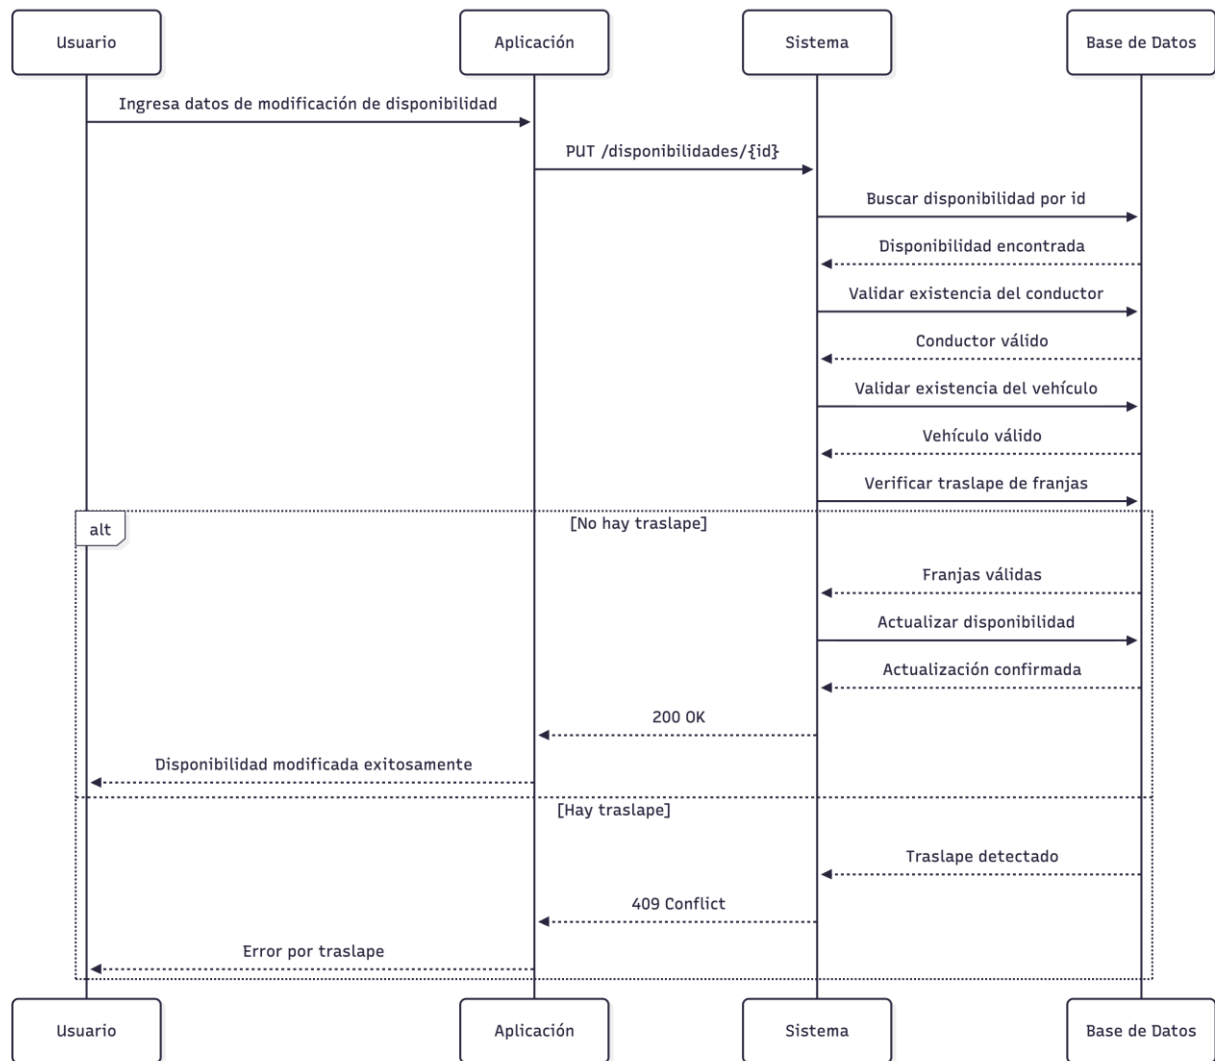 Usuario
Aplicación
Sistema
Base de Datos
Ingresa datos de modificación de disponibilidad
PUT /disponibilidades/{id}
Buscar disponibilidad por id
Disponibilidad encontrada
Validar existencia del conductor
Conductor válido
Validar existencia del vehículo
Vehículo válido
Verificar traslape de franjas
alt
[No hay traslape]
Franjas válidas
Actualizar disponibilidad
Actualización confirmada
200 OK
Disponibilidad modificada exitosamente
[Hay traslape]
Traslape detectado
409 Conflict
Error por traslape
Usuario
Aplicación
Sistema
Base de Datos